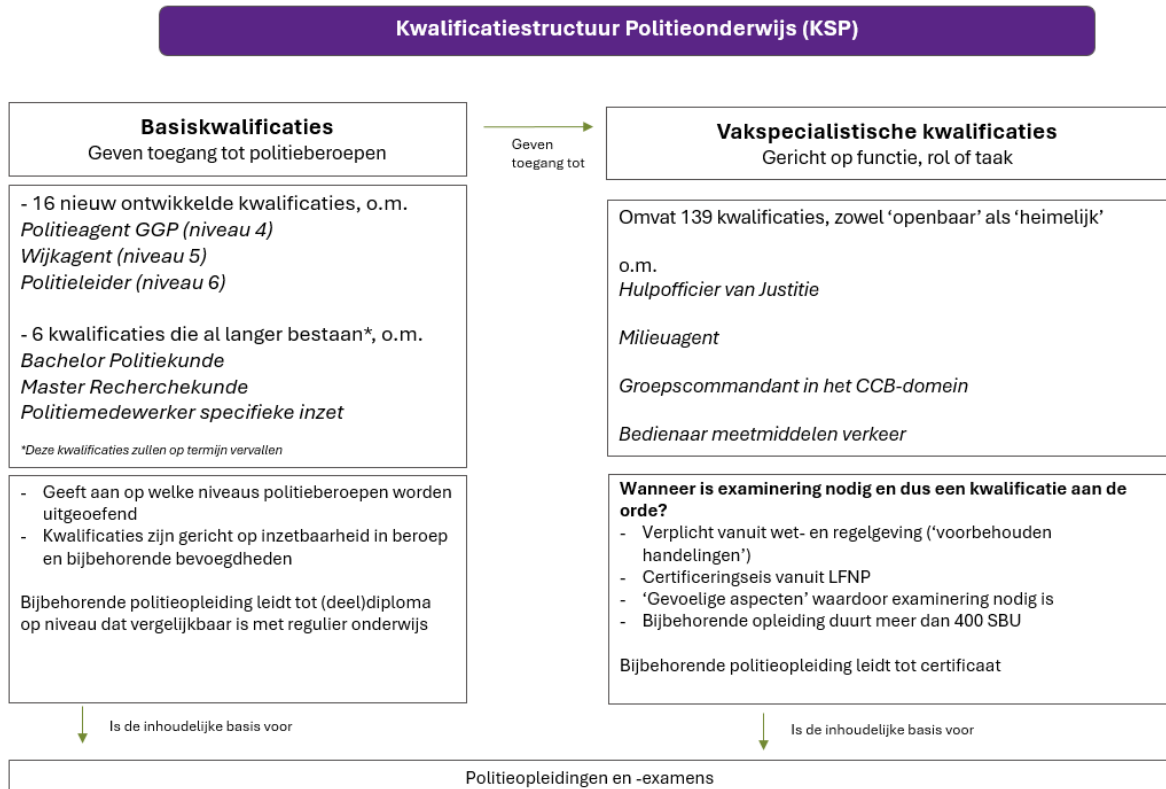 Kwalificatiestructuur Politieonderwijs (KSP)
Basiskwalificaties
Geven toegang tot politieberoepen
Geven
toegang tot
Vakspecialistische kwalificaties
Gericht op functie, rol of taak
- 16 nieuw ontwikkelde kwalificaties, o.m.
Politieagent GGP (niveau 4)
Wijkagent (niveau 5)
Politieleider (niveau 6)
- 6 kwalificaties die al langer bestaan*, o.m.
Bachelor Politiekunde
Master Recherchekunde
Politiemedewerker specifieke inzet
*Deze kwalificaties zullen op termijn vervallen
Omvat 139 kwalificaties, zowel ‘openbaar’ als ‘heimelijk’
o.m.
Hulpofficier van Justitie
Milieuagent
Groepscommandant in het CCB-domein
Bedienaar meetmiddelen verkeer
- Geeft aan op welke niveaus politieberoepen worden
uitgeoefend
- Kwalificaties zijn gericht op inzetbaarheid in beroep
en bijbehorende bevoegdheden
Bijbehorende politieopleiding leidt tot (deel)diploma
op niveau dat vergelijkbaar is met regulier onderwijs
Wanneer is examinering nodig en dus een kwalificatie aan de
orde?
- Verplicht vanuit wet- en regelgeving (‘voorbehouden
handelingen’)
- Certificeringseis vanuit LFNP
- ‘Gevoelige aspecten’ waardoor examinering nodig is
- Bijbehorende opleiding duurt meer dan 400 SBU
Bijbehorende politieopleiding leidt tot certificaat
Is de inhoudelijke basis voor
Is de inhoudelijke basis voor
Politieopleidingen en -examens